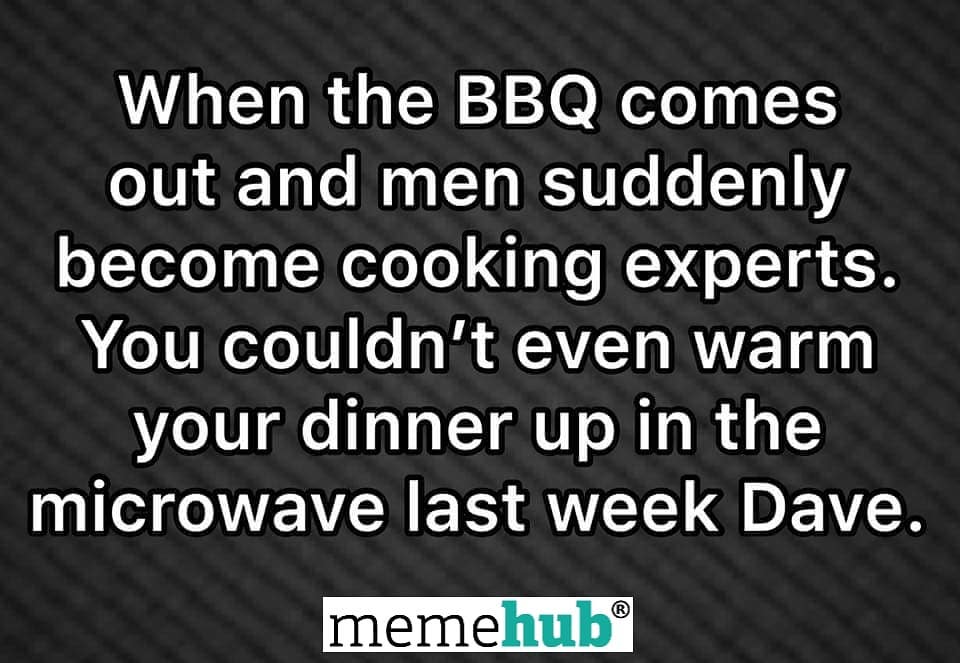 When the BBQ comes
out and men suddenly
become cooking experts.
You couldn’t even warm
your dinner up in the
microwave last week Dave.
memehub®